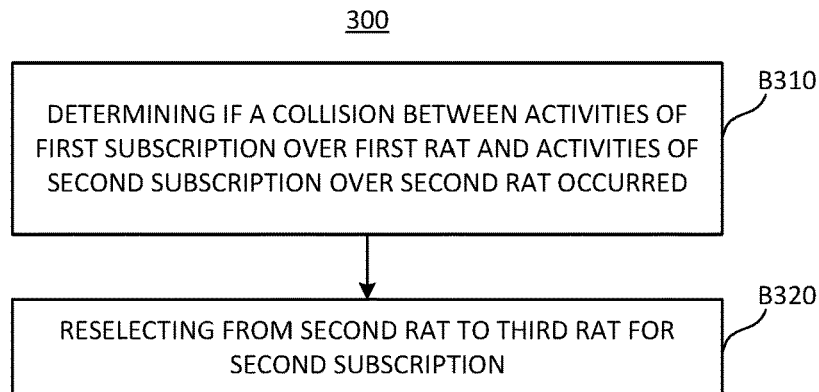 300
DETERMINING IF A COLLISION BETWEEN ACTIVITIES OF
FIRST SUBSCRIPTION OVER FIRST RAT AND ACTIVITIES OF
SECOND SUBSCRIPTION OVER SECOND RAT OCCURRED
B310
RESELECTING FROM SECOND RAT TO THIRD RAT FOR
SECOND SUBSCRIPTION
B320